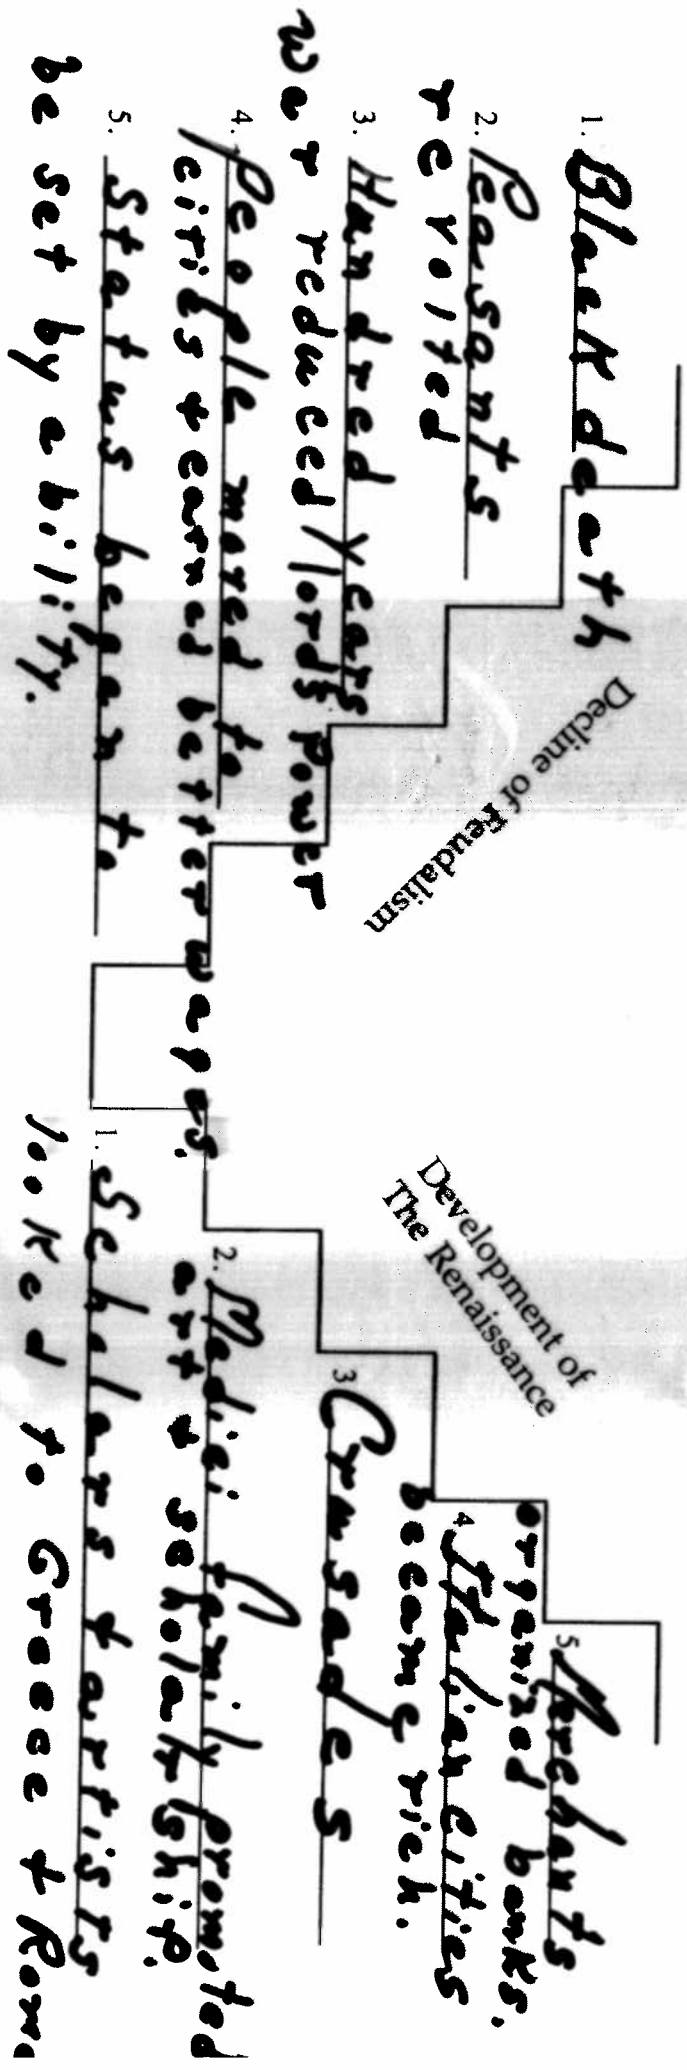 Decline of Feudalism
1. Black death
2. Peasants
revolted
3. Hundred Years
war reduced lord's power
4. People moved to
cities + earned better wages.
5. Status began to
be set by ability.
Development of
The Renaissance
5. Merchants
organized banks.
4. Italian cities
became rich.
3 Crusades
2. Medici family promoted
art + scholarship.
1. Scholars + artists
looked to Greece + Rome